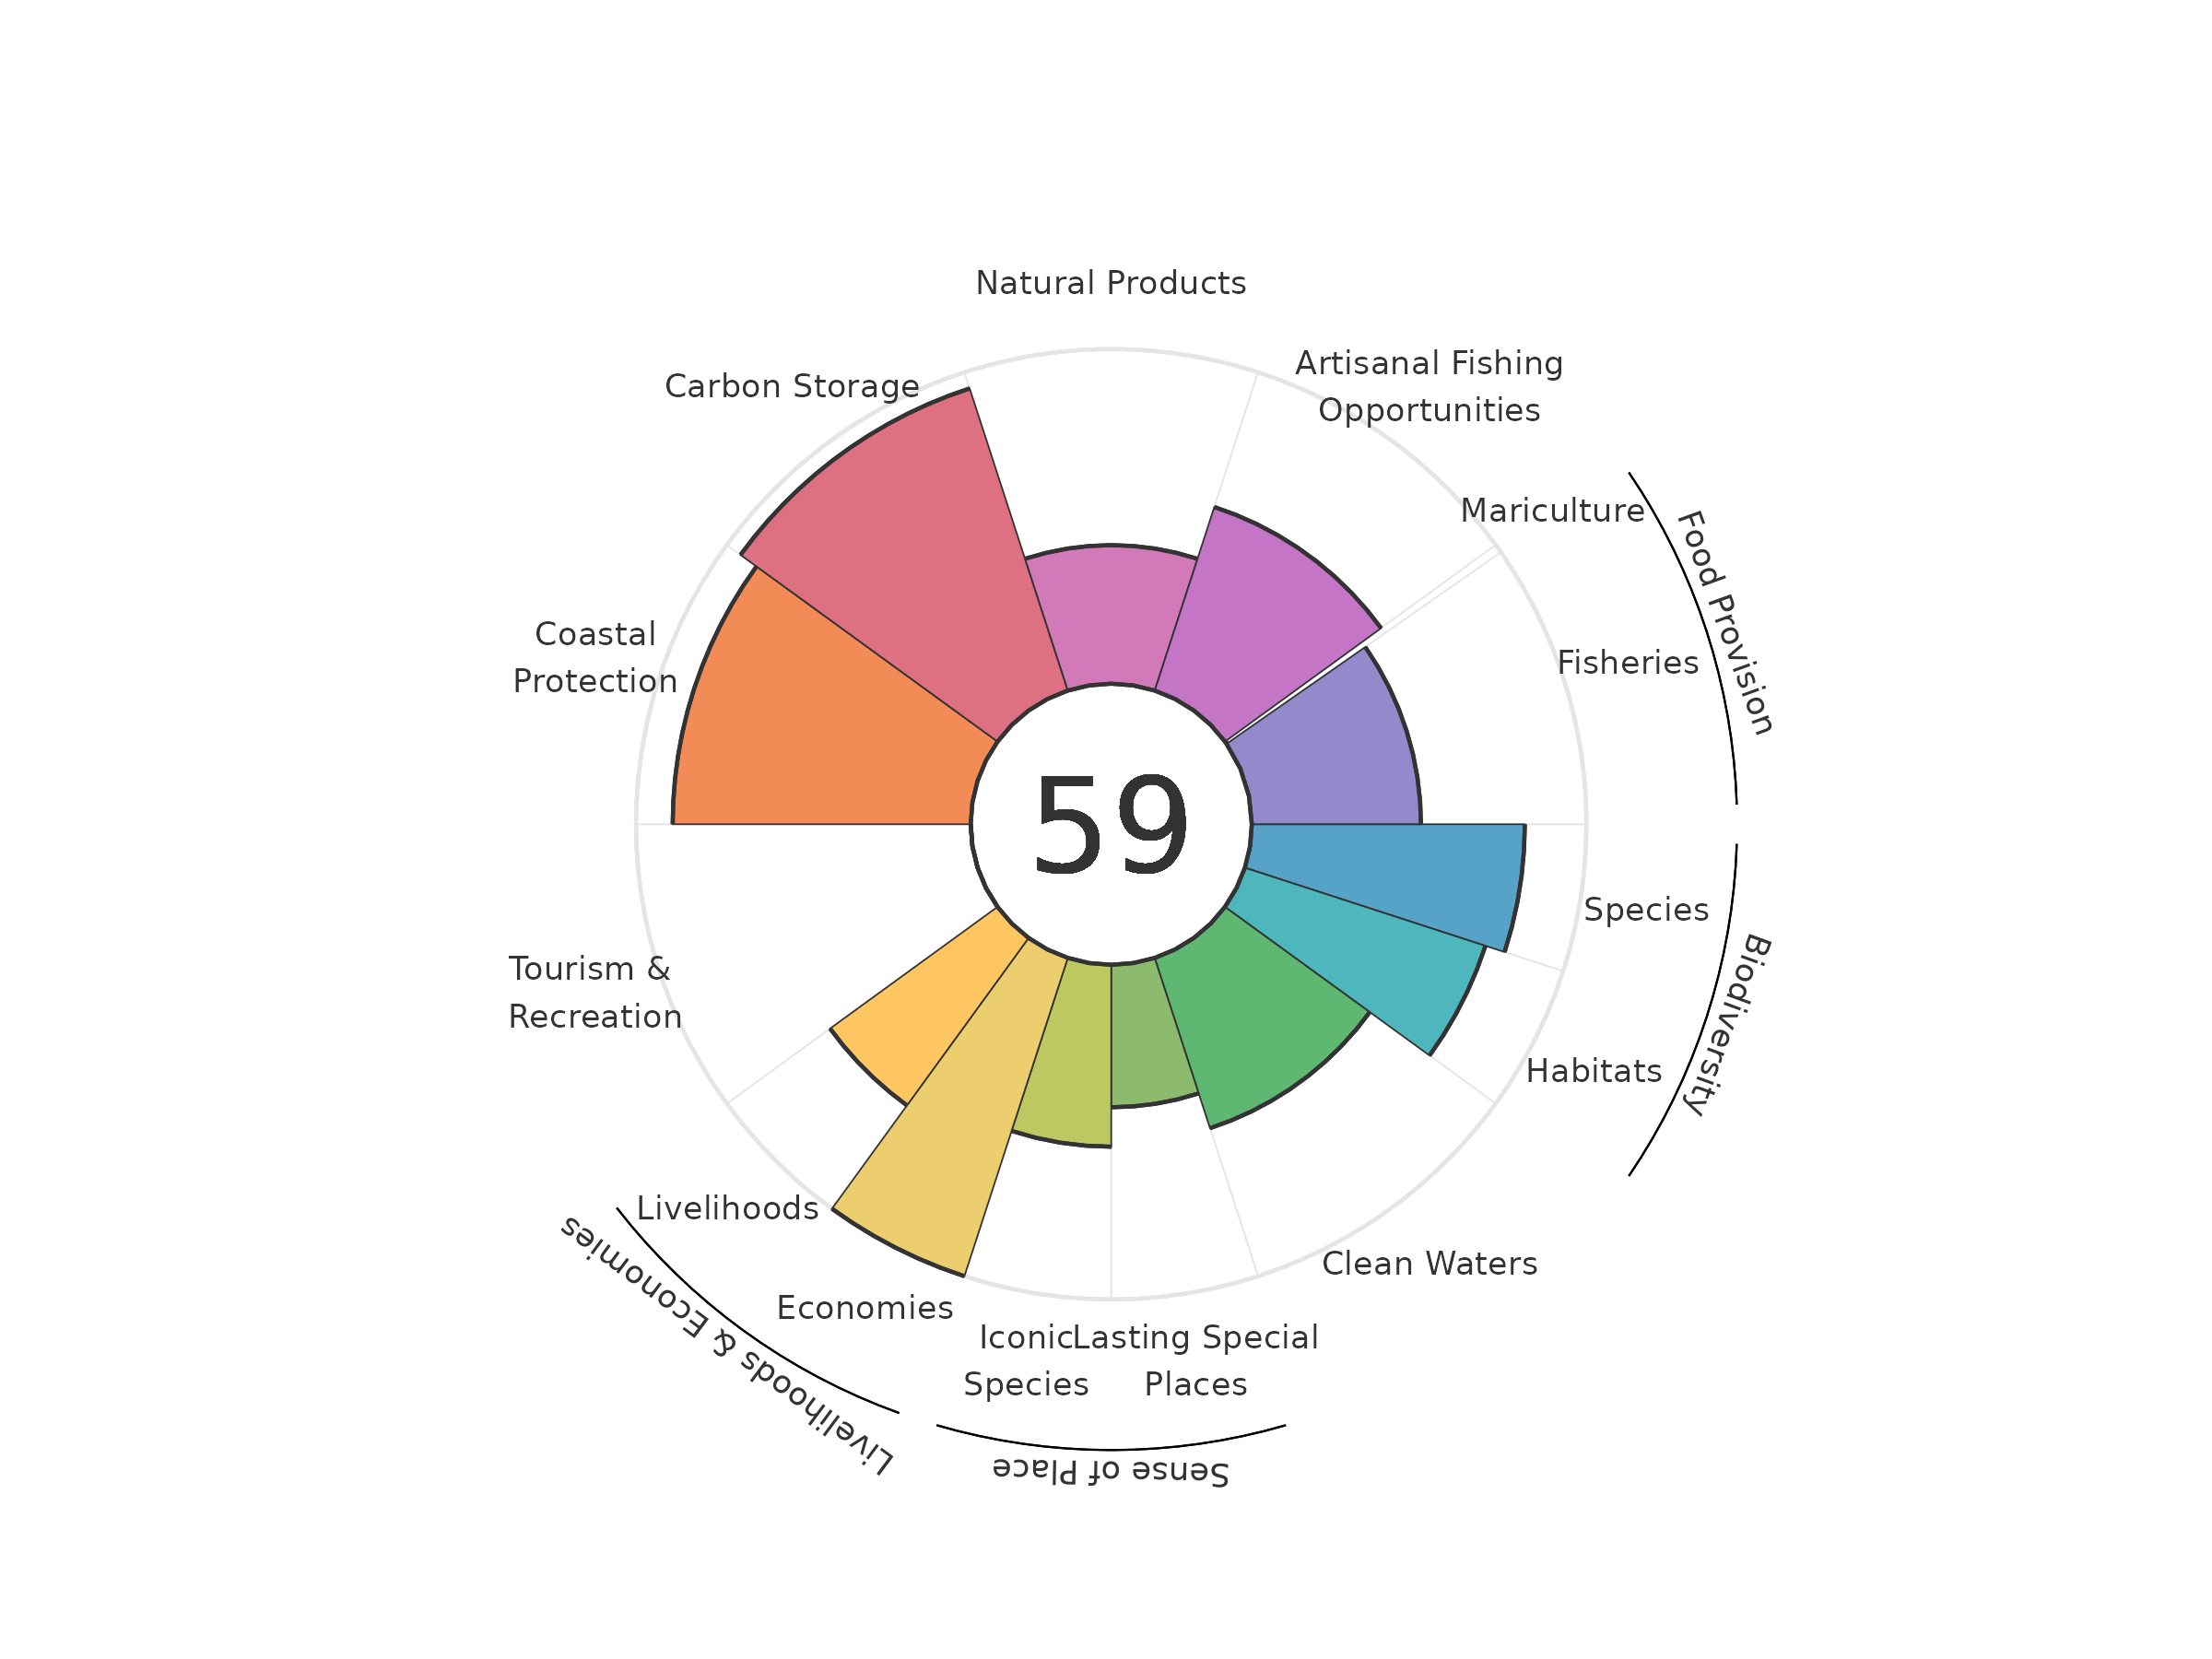 Natural Products
Artisanal Fishing
Opportunities
Carbon Storage
Mariculture
Food Provision
Coastal
Protection
Fisheries
59
Species
Biodiversity
Tourism &
Recreation
Habitats
Livelihoods
Clean Waters
Economies
Livelihoods & Economies
Iconic
Species
Lasting Special
Places
Sense of Place